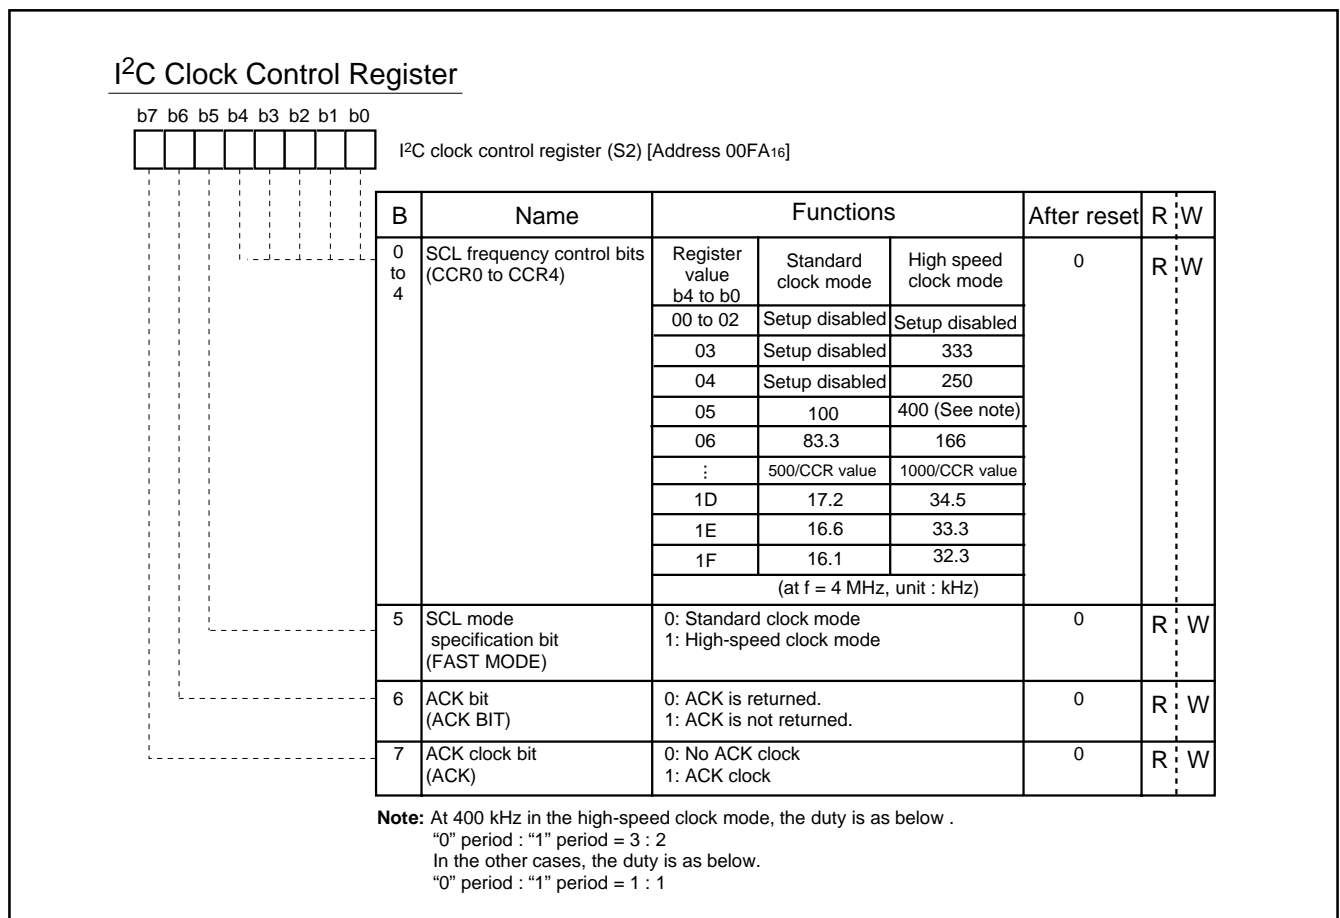 I2C Clock Control Register
b7 b6 b5 b4 b3 b2 b1 b0
I2C clock control register (S2) [Address 00FA16]
B Name Functions After reset R W
0 to 4 SCL frequency control bits (CCR0 to CCR4) 0 R W
Register value b4 to b0 Standard clock mode High speed clock mode
00 to 02 Setup disabled Setup disabled
03 Setup disabled 333
04 Setup disabled 250
05 100 400 (See note)
06 83.3 166
⋮ 500/CCR value 1000/CCR value
1D 17.2 34.5
1E 16.6 33.3
1F 16.1 32.3
(at f = 4 MHz, unit : kHz)
5 SCL mode 0: Standard clock mode 0 R W
specification bit 1: High-speed clock mode
(FAST MODE)
6 ACK bit 0: ACK is returned. 0 R W
(ACK BIT) 1: ACK is not returned.
7 ACK clock bit 0: No ACK clock 0 R W
(ACK) 1: ACK clock
Note: At 400 kHz in the high-speed clock mode, the duty is as below .
“0” period : “1” period = 3 : 2
In the other cases, the duty is as below.
“0” period : “1” period = 1 : 1